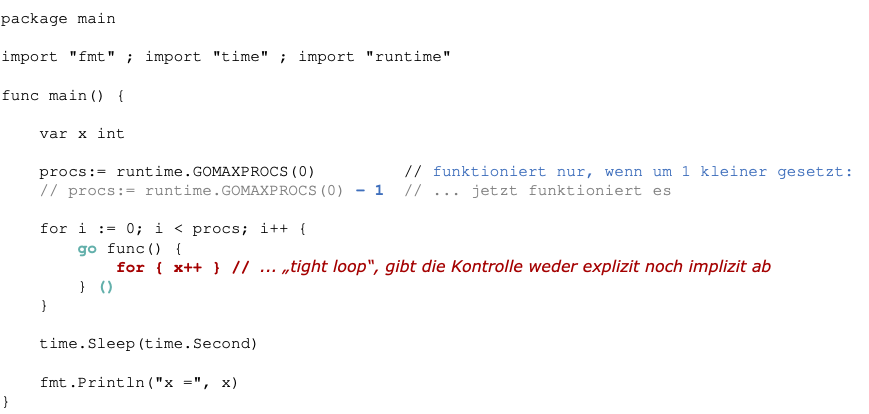 package main
import "fmt" ; import "time" ; import "runtime"
func main() {
var x int
procs:= runtime.GOMAXPROCS(0) // funktioniert nur, wenn um 1 kleiner gesetzt:
// procs:= runtime.GOMAXPROCS(0) – 1 // ... jetzt funktioniert es
for i := 0; i < procs; i++ {
go func() {
for { x++ } // ... „tight loop“, gibt die Kontrolle weder explizit noch implizit ab
} ()
}
time.Sleep(time.Second)
fmt.Println("x =", x)
}